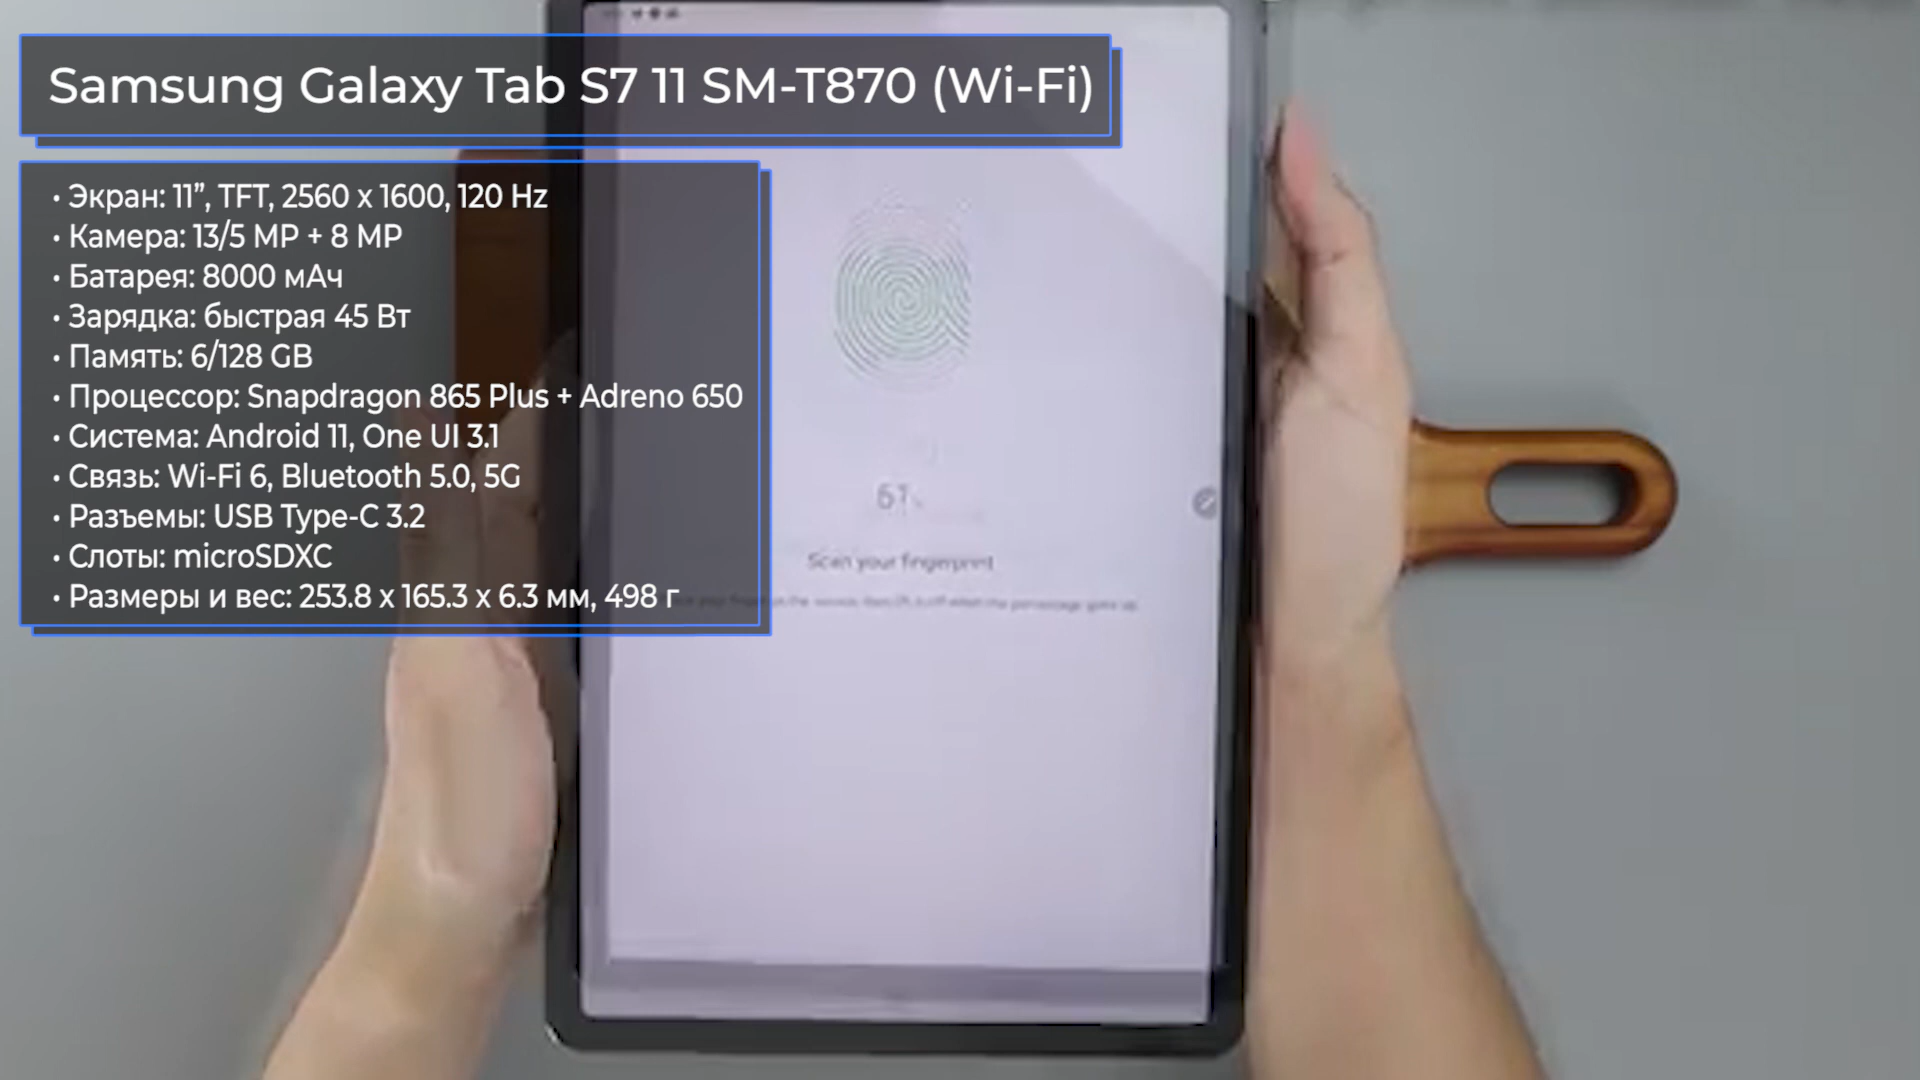 Samsung Galaxy Tab S7 11 SM-T870 (Wi-Fi)
• Экран: 11”, TFT, 2560 x 1600, 120 Hz
• Камера: 13/5 MP + 8 MP
• Батарея: 8000 мАч
• Зарядка: быстрая 45 Вт
• Память: 6/128 GB
• Процессор: Snapdragon 865 Plus + Adreno 650
• Система: Android 11, One UI 3.1
• Связь: Wi-Fi 6, Bluetooth 5.0, 5G
• Разъемы: USB Type-C 3.2
• Слоты: microSDXC
• Размеры и вес: 253.8 x 165.3 x 6.3 мм, 498 г
Scan your fingerprint